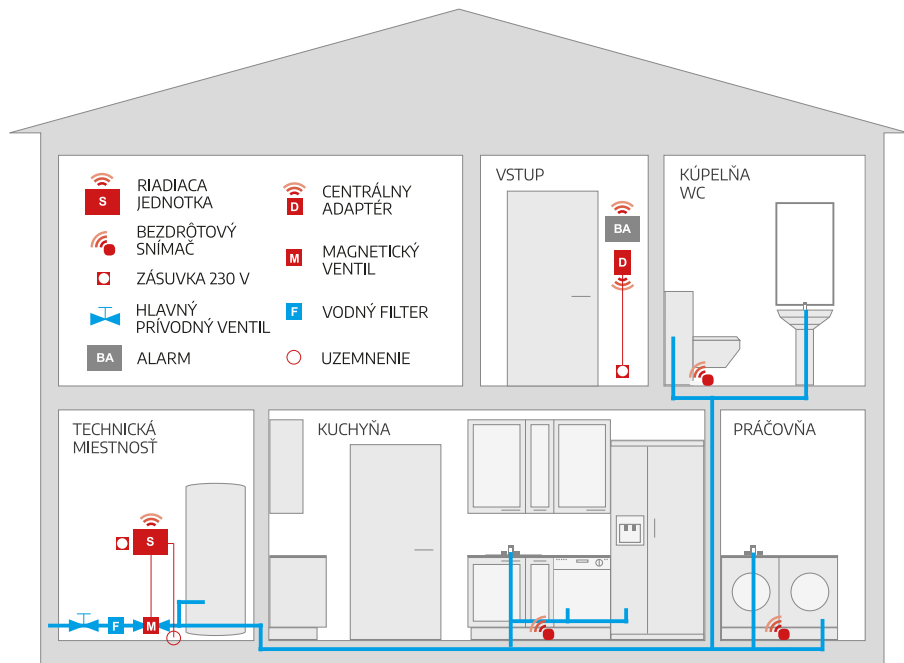 S
RIADIACA
JEDNOTKA
BEZDRÔTOVÝ
SNÍMAČ
ZÁSUVKA 230 V
HLAVNÝ
PRÍVODNÝ VENTIL
BA
ALARM
D
CENTRÁLNY
ADAPTÉR
M
MAGNETICKÝ
VENTIL
F
VODNÝ FILTER
UZEMNENIE
VSTUP
BA
D
KÚPEĽŇA
WC
TECHNICKÁ
MIESTNOSŤ
S
F
M
KUCHYŇA
PRÁČOVŇA